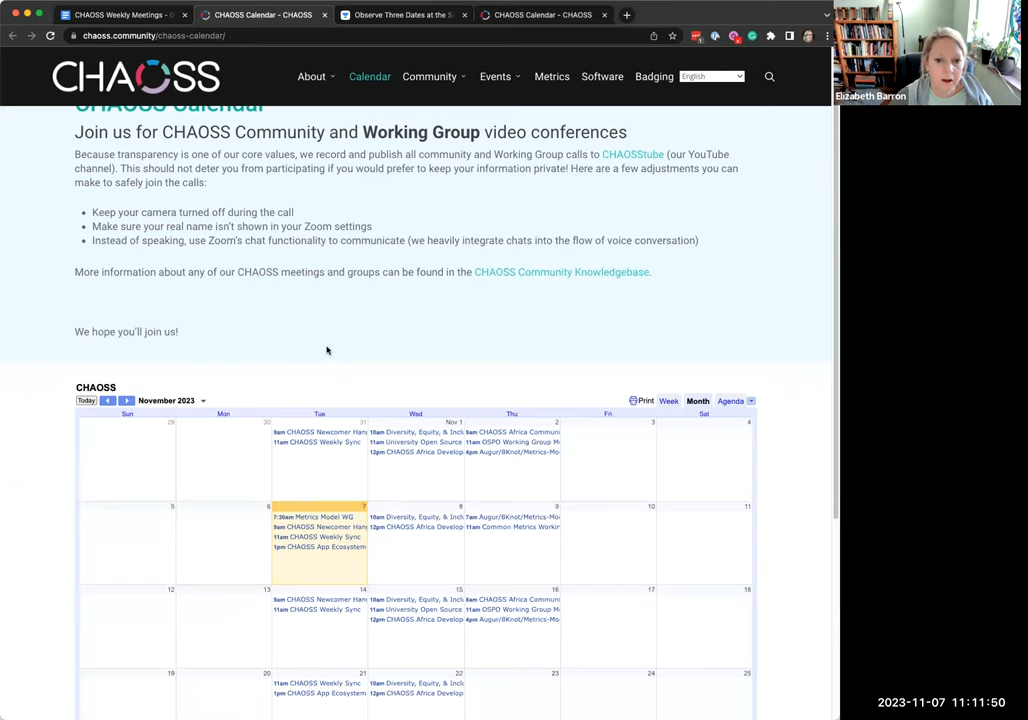 CHAOSS Weekly Meetings -
CHAOSS Calendar - CHAOSS
Observe Three Dates at the
CHAOSS Calendar - CHAOSS
chaoss.community/chaoss-calendar/
CHAOSS
About
Calendar
Community
Events
Metrics
Software
Badging
English
Elizabeth Barron
CHAOSS Calendar
Join us for CHAOSS Community and Working Group video conferences
Because transparency is one of our core values, we record and publish all community and Working Group calls to CHAOSStube (our YouTube
channel). This should not deter you from participating if you would prefer to keep your information private! Here are a few adjustments you can
make to safely join the calls:
• Keep your camera turned off during the call
• Make sure your real name isn't shown in your Zoom settings
• Instead of speaking, use Zoom's chat functionality to communicate (we heavily integrate chats into the flow of voice conversation)
More information about any of our CHAOSS meetings and groups can be found in the CHAOSS Community Knowledgebase.
We hope you'll join us!
CHAOSS
Today
November 2023
Print
Week
Month
Agenda
Sun Mon Tue Wed Thu Fri Sat
29 30 31 Nov 1 2 3 4
9am CHAOSS Newcomer Han 10am Diversity, Equity, & Incl 9am CHAOSS Africa Communi
11am CHAOSS Weekly Sync 11am University Open Source 11am OSPO Working Group M
12pm CHAOSS Africa Develop 4pm Augur/8Knot/Metrics-Mo
5 6 7 8 9 10 11
7:30am Metrics Model WG 10am Diversity, Equity, & Incl 7am Augur/8Knot/Metrics-Mo
9am CHAOSS Newcomer Han 12pm CHAOSS Africa Develop 11am Common Metrics Workin
11am CHAOSS Weekly Sync
1pm CHAOSS App Ecosystem
12 13 14 15 16 17 18
9am CHAOSS Newcomer Han 10am Diversity, Equity, & Incl 8am CHAOSS Africa Communi
11am CHAOSS Weekly Sync 11am University Open Source 11am OSPO Working Group M
12pm CHAOSS Africa Develop 4pm Augur/8Knot/Metrics-Mo
19 20 21 22 23 24 25
11am CHAOSS Weekly Sync 10am Diversity, Equity, & Incl
1pm CHAOSS App Ecosystem 12pm CHAOSS Africa Develop
2023-11-07 11:11:50